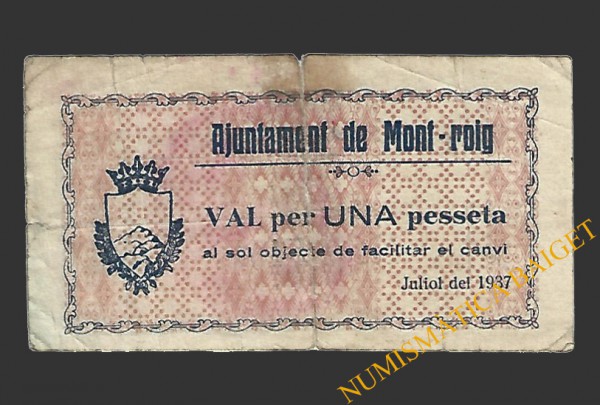 Ajuntament de Mont-roig
VAL per UNA pesseta
al sol objecte de facilitar el canvi
Juliol del 1937
NUMISMATICA BAIGET